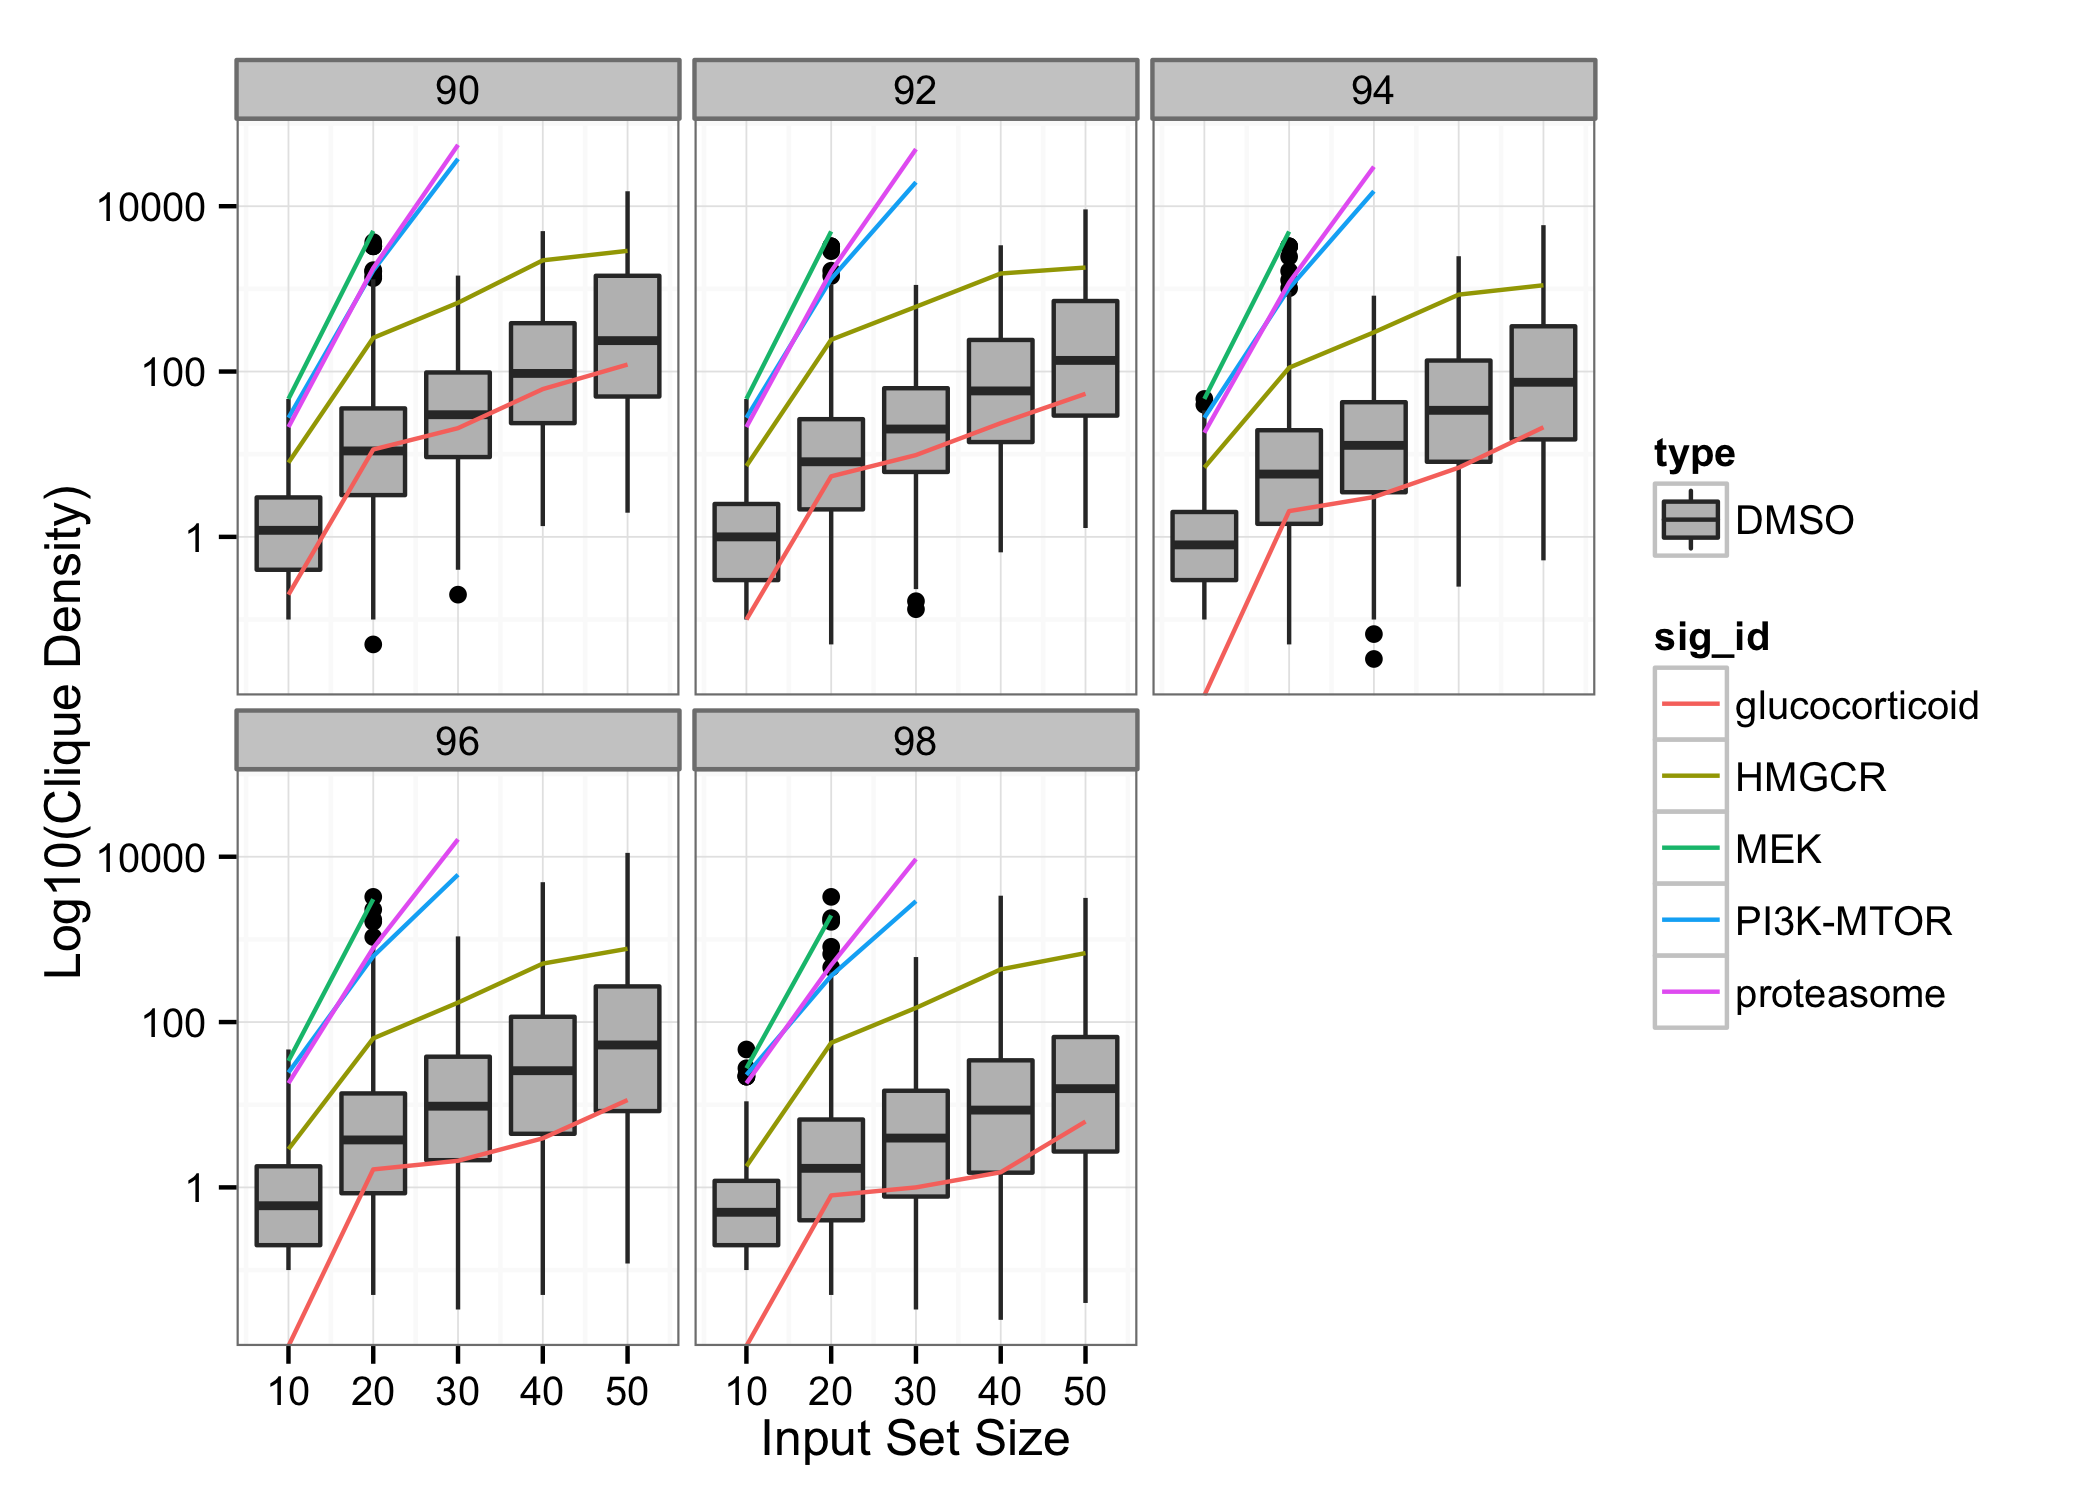 90
92
94
10000
100
1
96
98
10000
100
1
10 20 30 40 50
10 20 30 40 50
Input Set Size
Log10(Clique Density)
type
DMSO
sig_id
glucocorticoid
HMGCR
MEK
PI3K-MTOR
proteasome